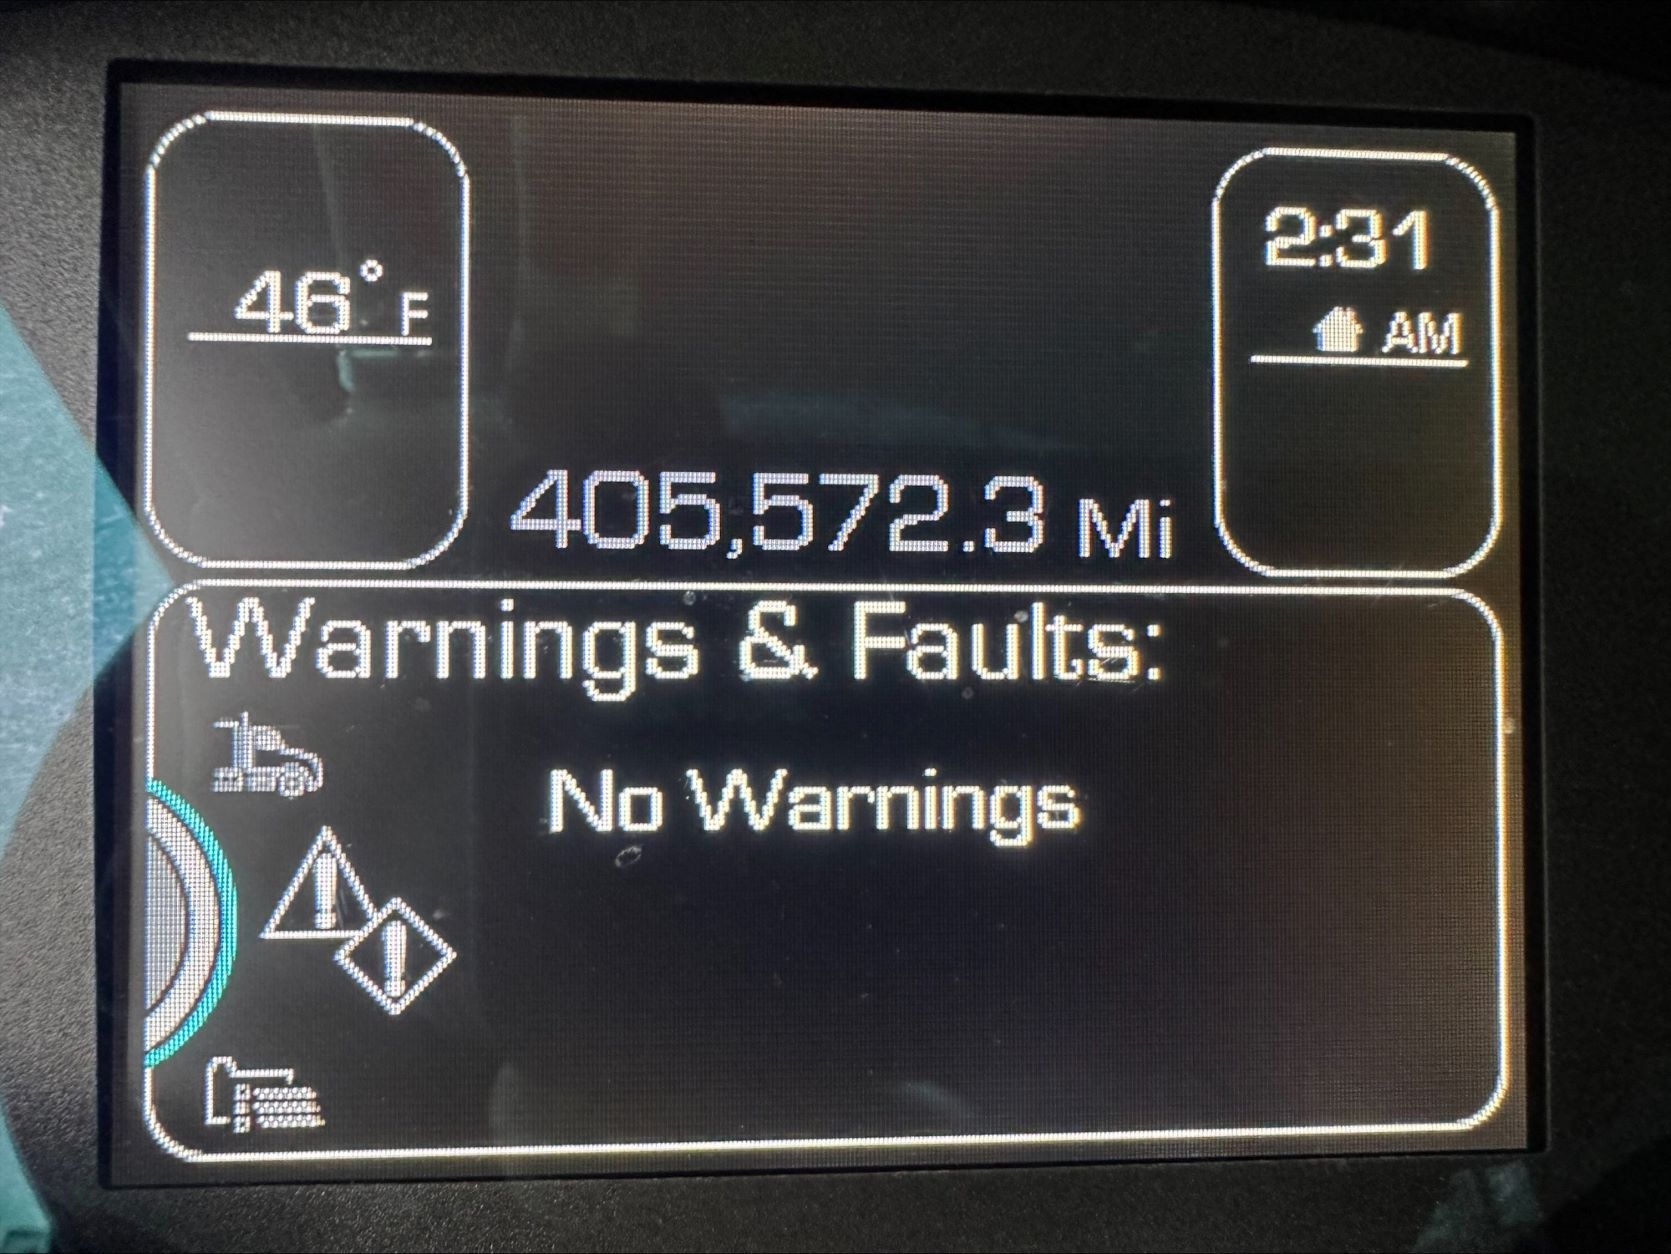 46°F
2:31
AM
405,572.3 Mi
Warnings & Faults:
No Warnings